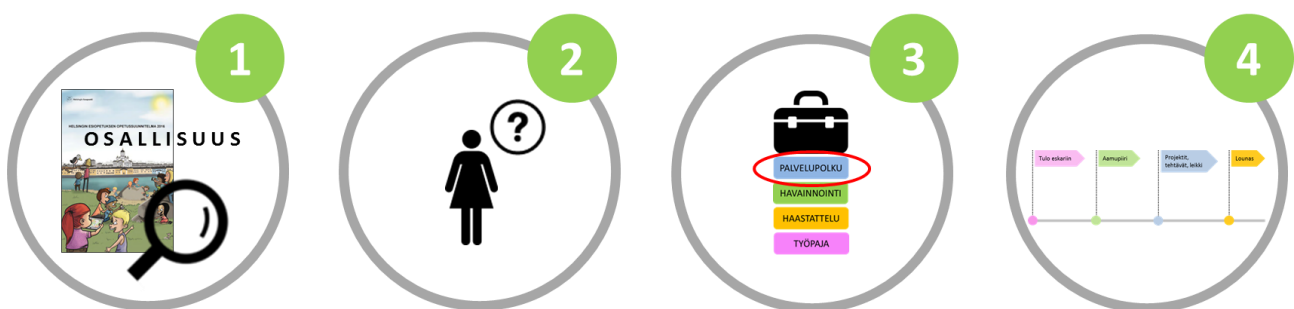 1
HELSINGIN ESIOPETUKSEN OPETUSSUUNNITELMA 2016
OSALLISUUS
2
?
3
PALVELUPOLKU
HAVAINNOINTI
HAASTATTELU
TYÖPAJA
4
Tulo eskariin
Aamupiiri
Projektit,
tehtävät, leikki
Lounas